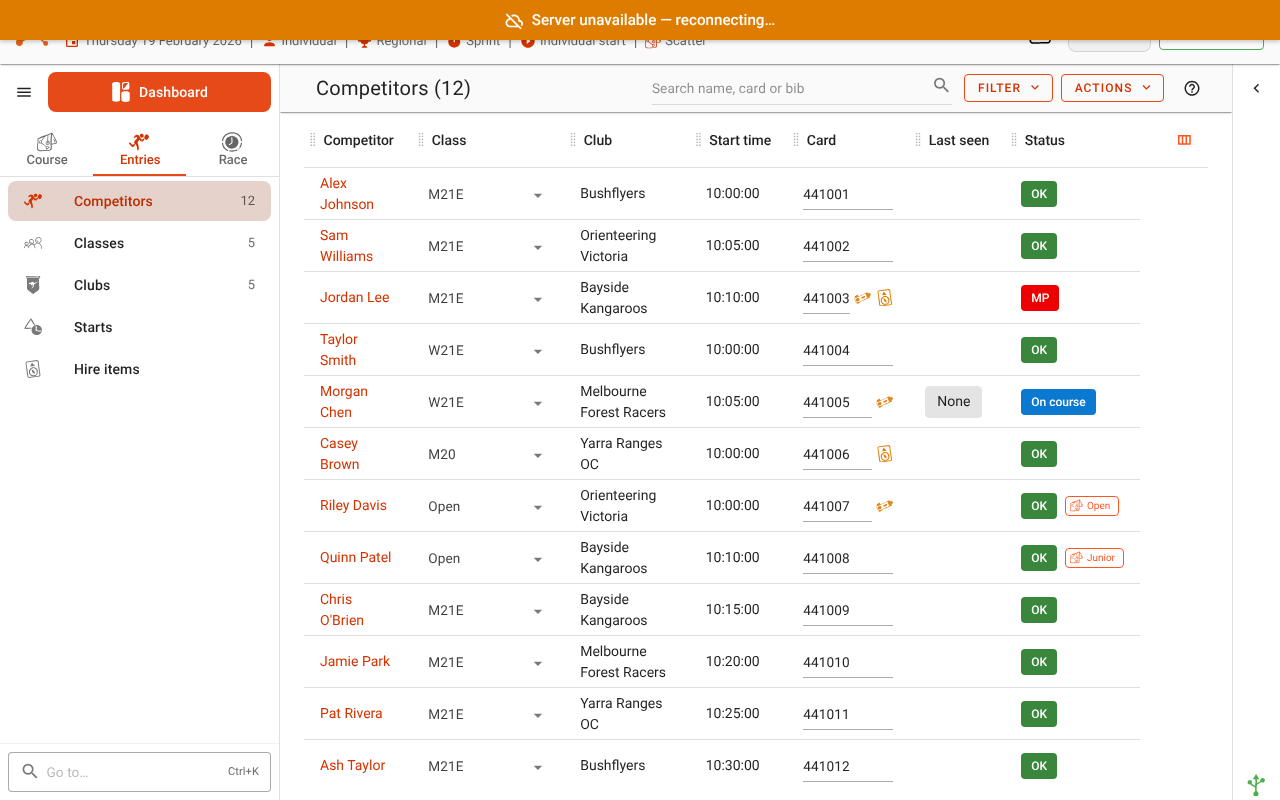 Server unavailable — reconnecting...
Thursday 19 February 2026 | Individual | Regional | Sprint | Individual start | Scatter
Dashboard
Competitors (12)
Search name, card or bib
FILTER
ACTIONS
Course
Entries
Race
Competitors 12
Classes 5
Clubs 5
Starts
Hire items
Go to...
Ctrl+K
Competitor Class Club Start time Card Last seen Status
Alex
Johnson
M21E
Bushflyers
10:00:00
441001
OK
Sam
Williams
M21E
Orienteering
Victoria
10:05:00
441002
OK
Jordan Lee
M21E
Bayside
Kangaroos
10:10:00
441003
MP
Taylor
Smith
W21E
Bushflyers
10:00:00
441004
OK
Morgan
Chen
W21E
Melbourne
Forest Racers
10:05:00
441005
None
On course
Casey
Brown
M20
Yarra Ranges
OC
10:00:00
441006
OK
Riley Davis
Open
Orienteering
Victoria
10:00:00
441007
OK
Open
Quinn Patel
Open
Bayside
Kangaroos
10:10:00
441008
OK
Junior
Chris
O'Brien
M21E
Bayside
Kangaroos
10:15:00
441009
OK
Jamie Park
M21E
Melbourne
Forest Racers
10:20:00
441010
OK
Pat Rivera
M21E
Yarra Ranges
OC
10:25:00
441011
OK
Ash Taylor
M21E
Bushflyers
10:30:00
441012
OK